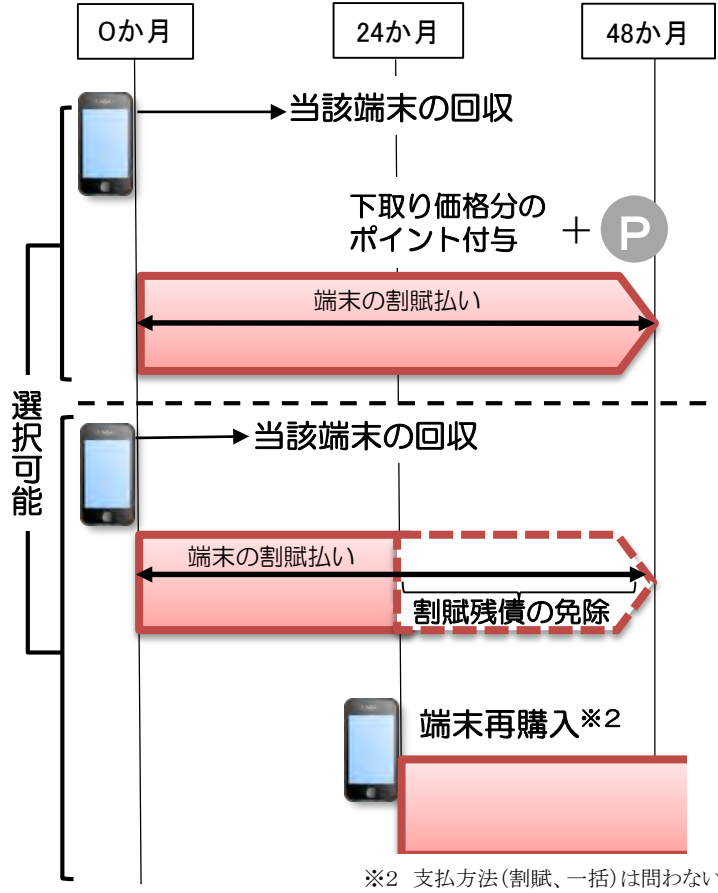 0か月 24か月 48か月
当該端末の回収
下取り価格分の
ポイント付与 + P
端末の割賦払い
選択可能
当該端末の回収
端末の割賦払い
割賦残債の免除
端末再購入※2
※2 支払方法(割賦、一括)は問わない